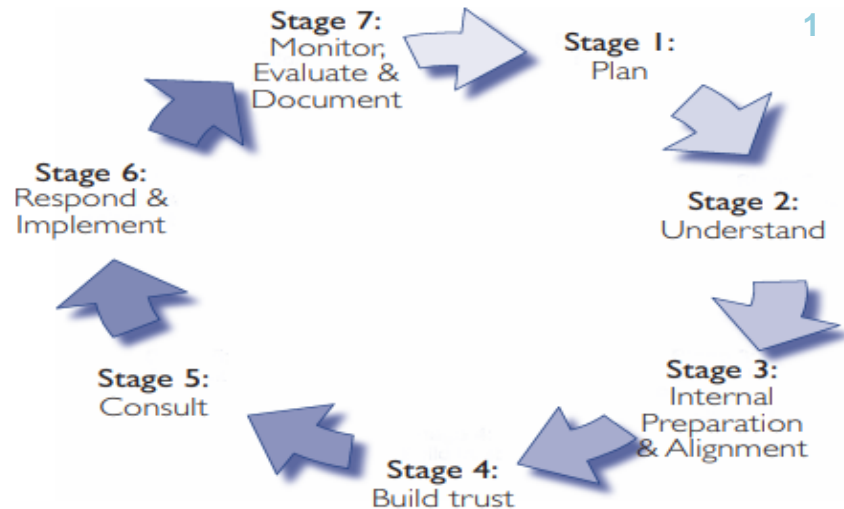 1
Stage 1:
Plan
Stage 2:
Understand
Stage 3:
Internal
Preparation
& Alignment
Stage 4:
Build trust
Stage 5:
Consult
Stage 6:
Respond &
Implement
Stage 7:
Monitor,
Evaluate &
Document